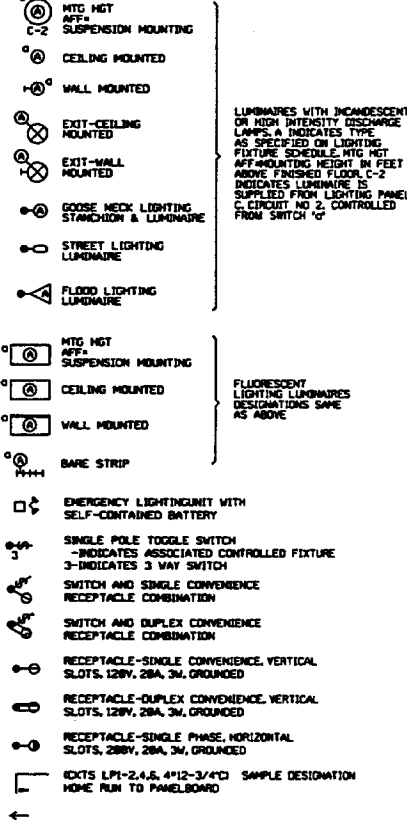 MTG HGT
AFF=
C-2 SUSPENSION MOUNTING
a A CEILING MOUNTED
A a WALL MOUNTED
A EXIT-CEILING
MOUNTED
A EXIT-WALL
MOUNTED
A GOOSE NECK LIGHTING
STANCHION & LUMINAIRE
STREET LIGHTING
LUMINAIRE
A FLOOD LIGHTING
LUMINAIRE
LUMINAIRES WITH INCANDESCENT
OR HIGH INTENSITY DISCHARGE
LAMPS. A INDICATES TYPE
AS SPECIFIED ON LIGHTING
FIXTURE SCHEDULE. MTG HGT
AFF=MOUNTING HEIGHT IN FEET
ABOVE FINISHED FLOOR. C-2
INDICATES LUMINAIRE IS
SUPPLIED FROM LIGHTING PANEL
C, CIRCUIT NO 2, CONTROLLED
FROM SWITCH "a"
MTG HGT
AFF=
a A SUSPENSION MOUNTING
a A CEILING MOUNTED
a A WALL MOUNTED
a A BARE STRIP
FLUORESCENT
LIGHTING LUMINAIRES
DESIGNATIONS SAME
AS ABOVE
EMERGENCY LIGHTINGUNIT WITH
SELF-CONTAINED BATTERY
SINGLE POLE TOGGLE SWITCH
-INDICATES ASSOCIATED CONTROLLED FIXTURE
3 3-INDICATES 3 WAY SWITCH
SWITCH AND SINGLE CONVENIENCE
RECEPTACLE COMBINATION
SWITCH AND DUPLEX CONVENIENCE
RECEPTACLE COMBINATION
RECEPTACLE-SINGLE CONVENIENCE, VERTICAL
SLOTS, 120V, 20A, 3W, GROUNDED
RECEPTACLE-DUPLEX CONVENIENCE, VERTICAL
SLOTS, 120V, 20A, 3W, GROUNDED
RECEPTACLE-SINGLE PHASE, HORIZONTAL
SLOTS, 208V, 20A, 3W, GROUNDED
(CKTS LP1-2,4,6, 4#12-3/4"C) SAMPLE DESIGNATION
HOME RUN TO PANELBOARD